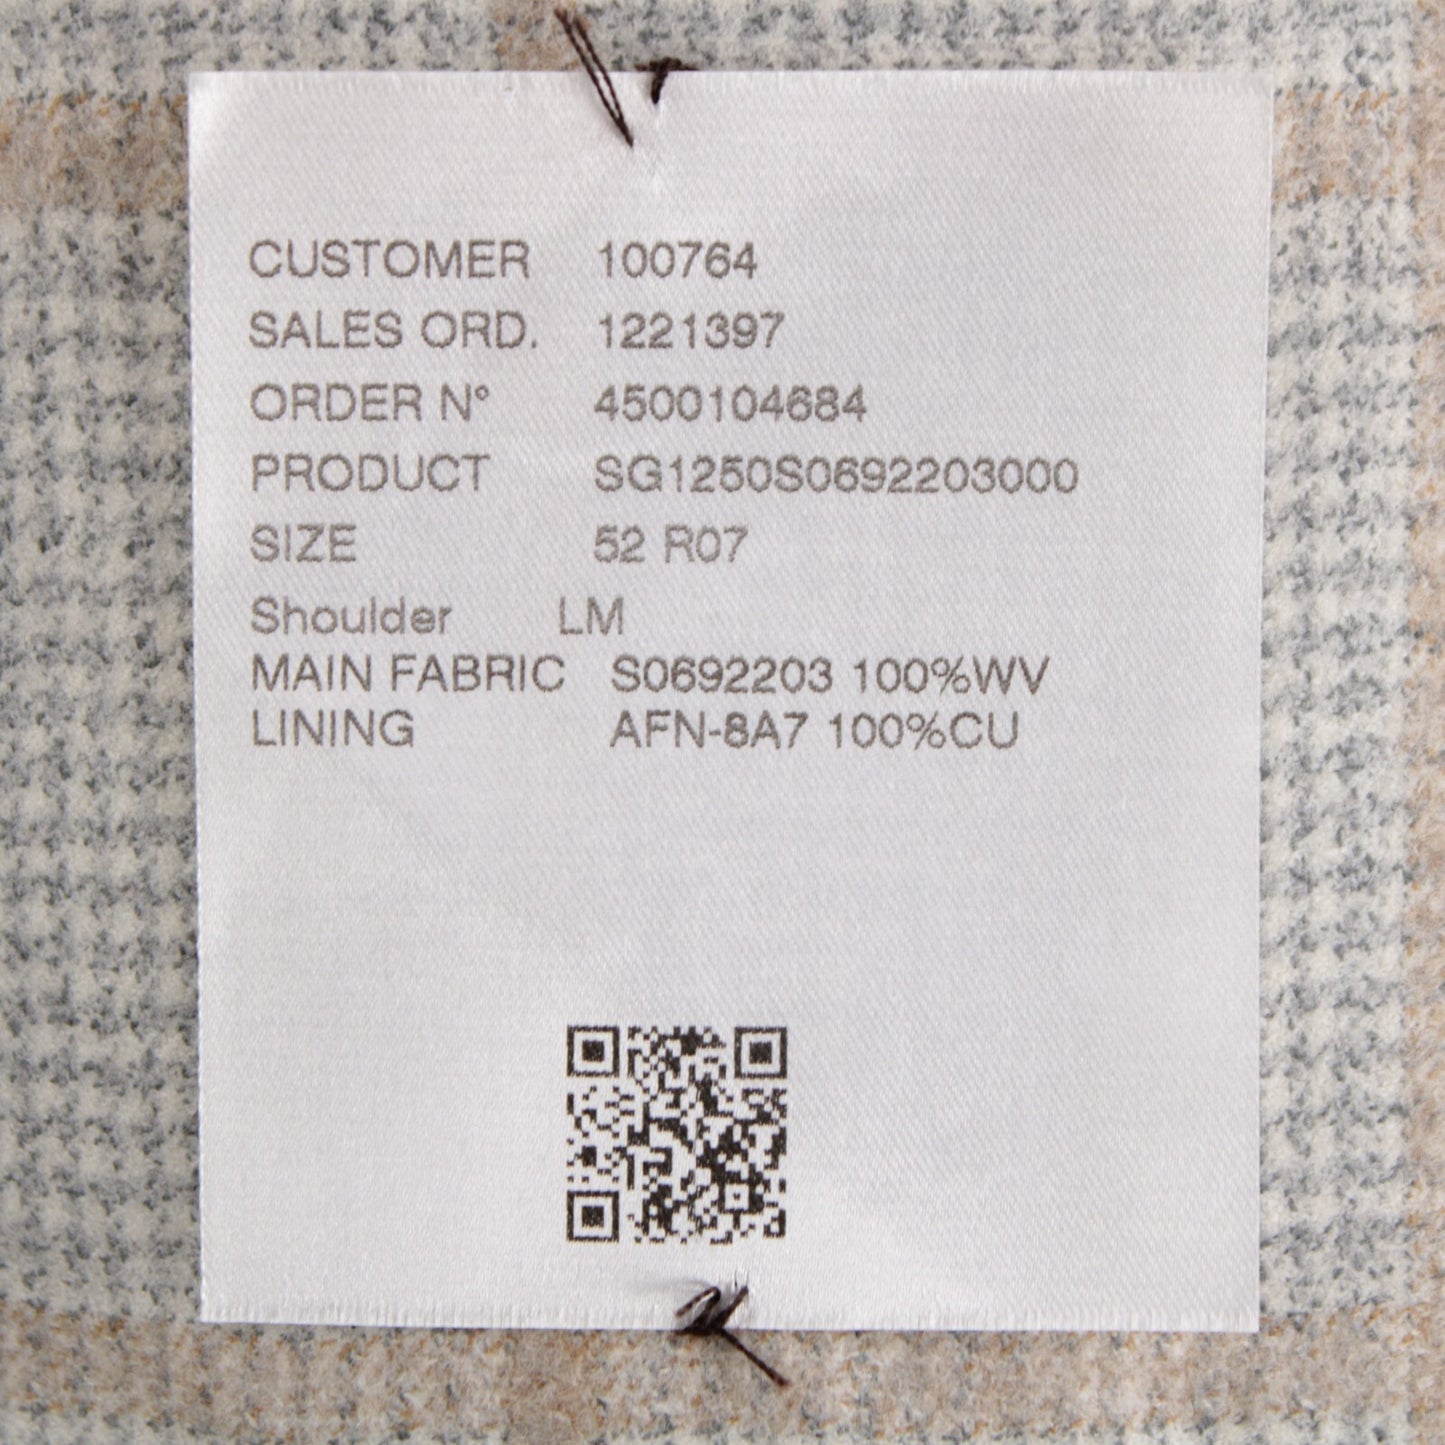 CUSTOMER 100764
SALES ORD. 1221397
ORDER N° 4500104684
PRODUCT SG1250S0692203000
SIZE 52 R07
Shoulder LM
MAIN FABRIC S0692203 100%WV
LINING AFN-8A7 100%CU